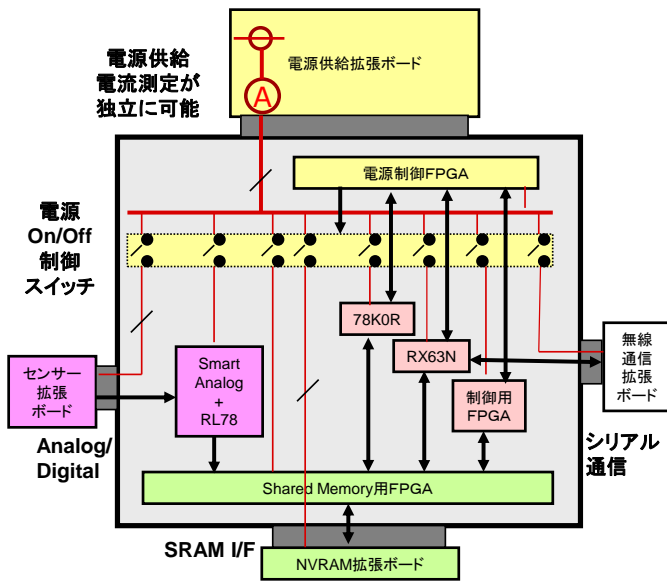 電源供給
電流測定が
独立に可能
電源供給拡張ボード
A
電源制御FPGA
電源
On/Off
制御
スイッチ
78K0R
RX63N
制御用
FPGA
Smart
Analog
+
RL78
センサー
拡張
ボード
Analog/
Digital
無線
通信
拡張
ボード
シリアル
通信
Shared Memory用FPGA
SRAM I/F
NVRAM拡張ボード